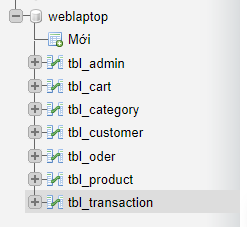 weblaptop
Mới
tbl_admin
tbl_cart
tbl_category
tbl_customer
tbl_oder
tbl_product
tbl_transaction